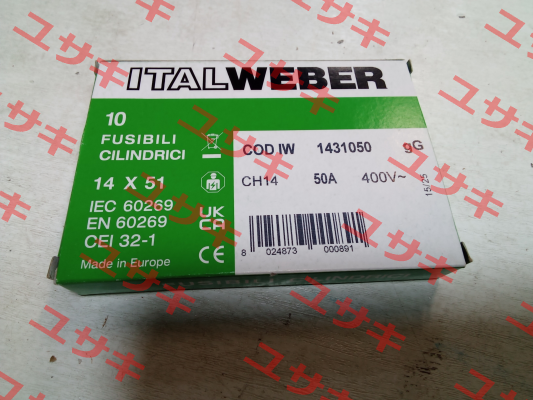 ITALWEBER
10
FUSIBILI
CILINDRICI
14 X 51
IEC 60269
EN 60269
CEI 32-1
Made in Europe
UK
CA
CE
COD IW 1431050 gG
CH14 50A 400V~
15/25
8 024873 000891
ユサキ